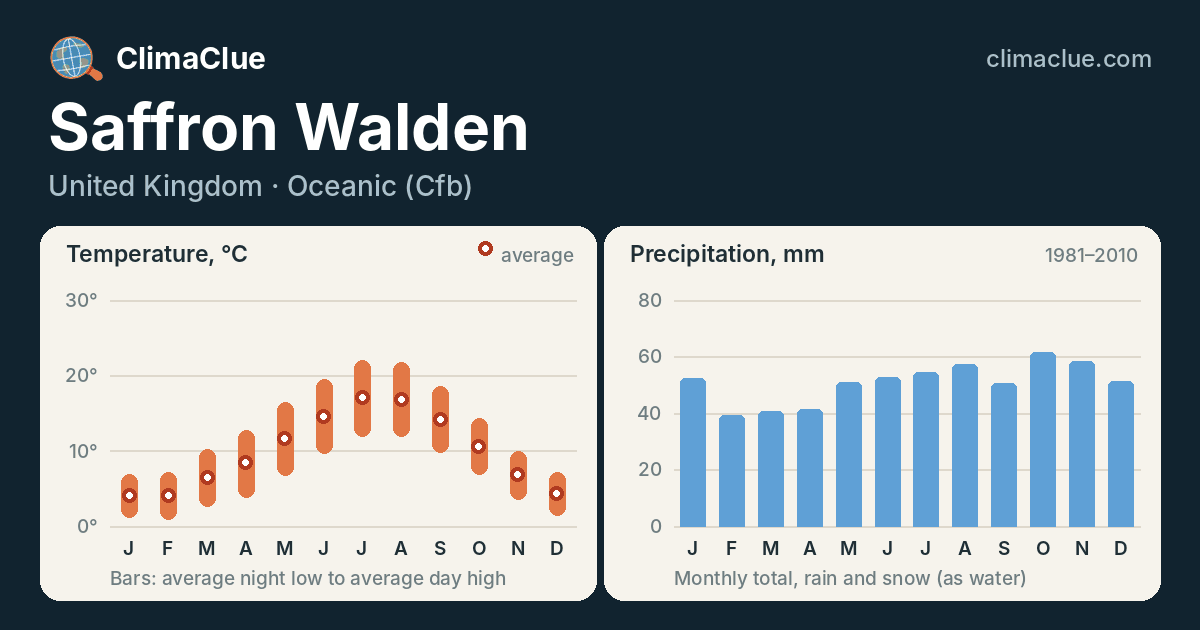 ClimaClue
climaclue.com
Saffron Walden
United Kingdom · Oceanic (Cfb)
Temperature, °C
average
30°
20°
10°
0°
J F M A M J J A S O N D
Bars: average night low to average day high
Precipitation, mm
1981–2010
80
60
40
20
0
J F M A M J J A S O N D
Monthly total, rain and snow (as water)